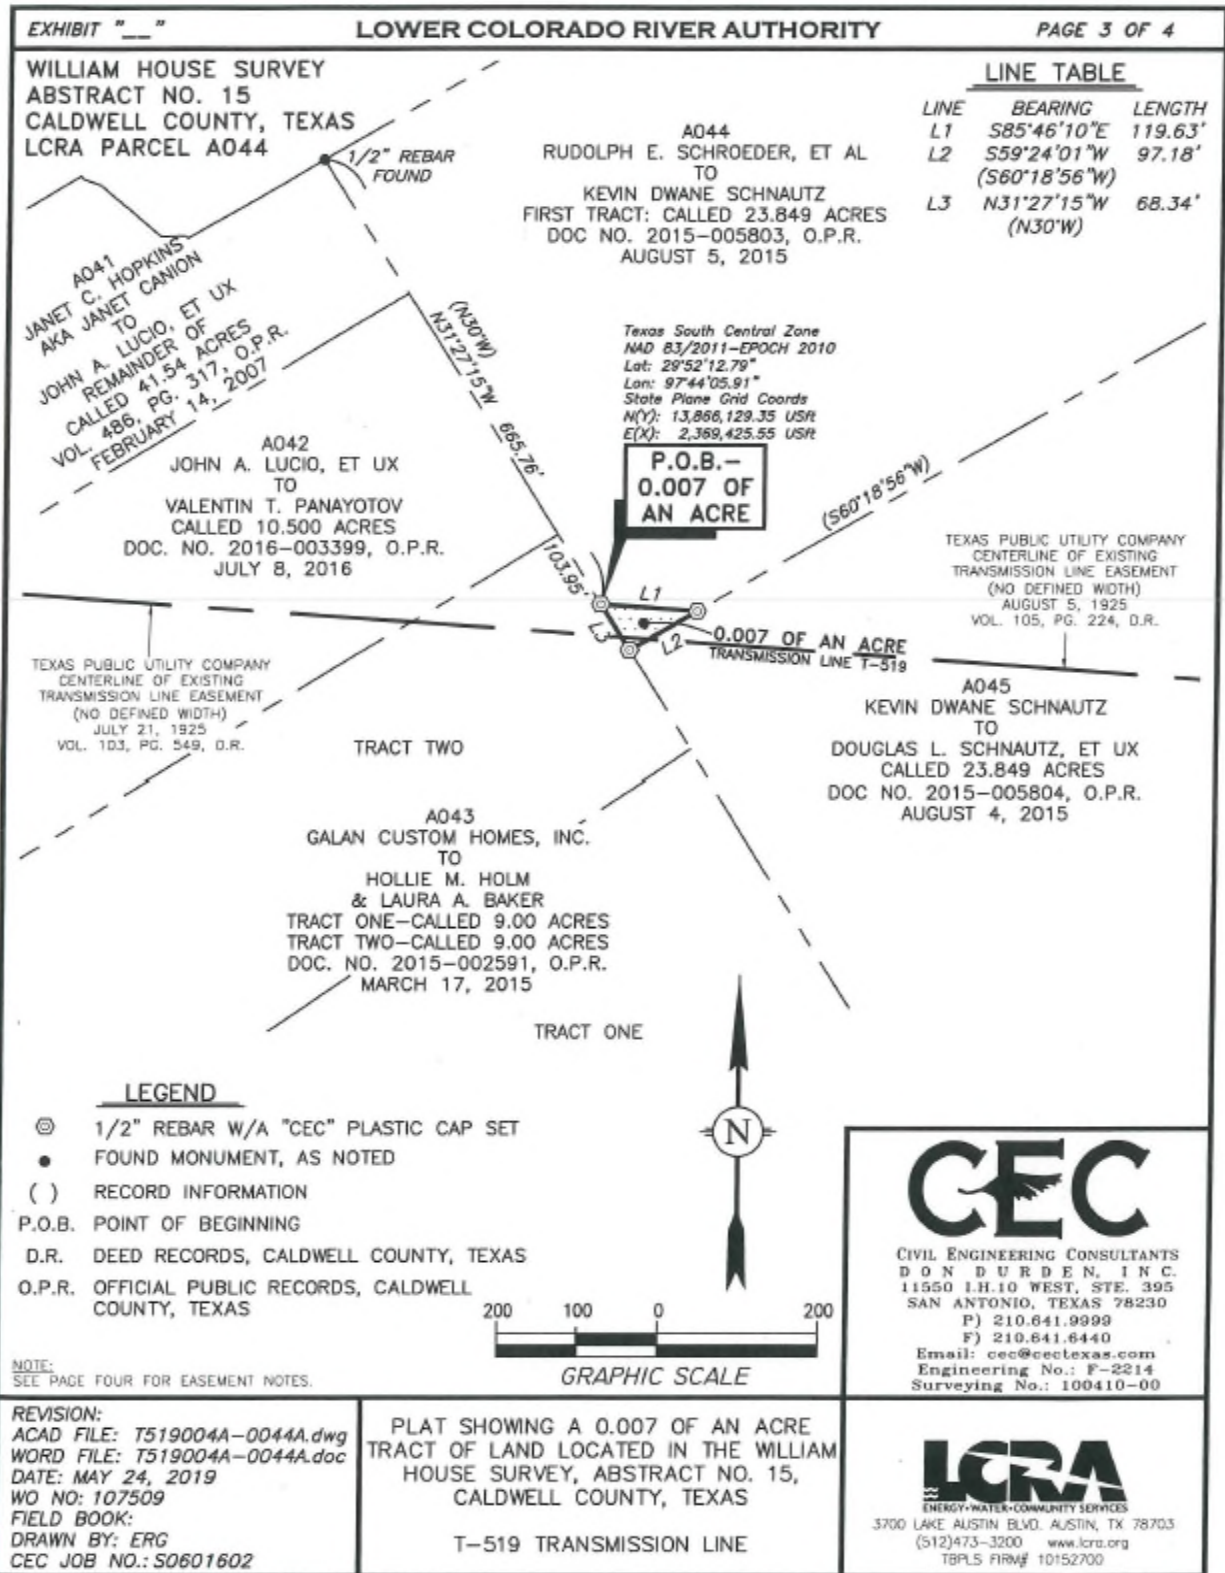 EXHIBIT "__"
LOWER COLORADO RIVER AUTHORITY
PAGE 3 OF 4
WILLIAM HOUSE SURVEY
ABSTRACT NO. 15
CALDWELL COUNTY, TEXAS
LCRA PARCEL A044
1/2" REBAR
FOUND
A044
RUDOLPH E. SCHROEDER, ET AL
TO
KEVIN DWANE SCHNAUTZ
FIRST TRACT: CALLED 23.849 ACRES
DOC NO. 2015-005803, O.P.R.
AUGUST 5, 2015
LINE TABLE
LINE BEARING LENGTH
L1 S85°46'10"E 119.63'
L2 S59°24'01"W 97.18'
(S60°18'56"W)
L3 N31°27'15"W 68.34'
(N30°W)
A041
JANET C. HOPKINS
AKA JANET CANION
TO
JOHN A. LUCIO, ET UX
REMAINDER OF
CALLED 41.54 ACRES
VOL. 486, PG. 317, O.P.R.
FEBRUARY 14, 2007
(N30°W)
N31°27'15"W 665.76'
Texas South Central Zone
NAD 83/2011-EPOCH 2010
Lat: 29°52'12.79"
Lon: 97°44'05.91"
State Plane Grid Coords
N(Y): 13,866,129.35 USft
E(X): 2,369,425.55 USft
P.O.B.-
0.007 OF
AN ACRE
A042
JOHN A. LUCIO, ET UX
TO
VALENTIN T. PANAYOTOV
CALLED 10.500 ACRES
DOC. NO. 2016-003399, O.P.R.
JULY 8, 2016
(S60°18'56"W)
103.95'
TEXAS PUBLIC UTILITY COMPANY
CENTERLINE OF EXISTING
TRANSMISSION LINE EASEMENT
(NO DEFINED WIDTH)
AUGUST 5, 1925
VOL. 105, PG. 224, D.R.
L1
L3
L2
0.007 OF AN ACRE
TRANSMISSION LINE T-519
TEXAS PUBLIC UTILITY COMPANY
CENTERLINE OF EXISTING
TRANSMISSION LINE EASEMENT
(NO DEFINED WIDTH)
JULY 21, 1925
VOL. 103, PG. 549, D.R.
A045
KEVIN DWANE SCHNAUTZ
TO
DOUGLAS L. SCHNAUTZ, ET UX
CALLED 23.849 ACRES
DOC NO. 2015-005804, O.P.R.
AUGUST 4, 2015
TRACT TWO
A043
GALAN CUSTOM HOMES, INC.
TO
HOLLIE M. HOLM
& LAURA A. BAKER
TRACT ONE-CALLED 9.00 ACRES
TRACT TWO-CALLED 9.00 ACRES
DOC. NO. 2015-002591, O.P.R.
MARCH 17, 2015
TRACT ONE
LEGEND
1/2" REBAR W/A "CEC" PLASTIC CAP SET
FOUND MONUMENT, AS NOTED
( ) RECORD INFORMATION
P.O.B. POINT OF BEGINNING
D.R. DEED RECORDS, CALDWELL COUNTY, TEXAS
O.P.R. OFFICIAL PUBLIC RECORDS, CALDWELL
COUNTY, TEXAS
N
200 100 0 200
GRAPHIC SCALE
NOTE:
SEE PAGE FOUR FOR EASEMENT NOTES.
CEC
CIVIL ENGINEERING CONSULTANTS
DON DURDEN, INC.
11550 I.H.10 WEST, STE. 395
SAN ANTONIO, TEXAS 78230
P) 210.641.9999
F) 210.641.6440
Email: cec@cectexas.com
Engineering No.: F-2214
Surveying No.: 100410-00
REVISION:
ACAD FILE: T519004A-0044A.dwg
WORD FILE: T519004A-0044A.doc
DATE: MAY 24, 2019
WO NO: 107509
FIELD BOOK:
DRAWN BY: ERG
CEC JOB NO.: S0601602
PLAT SHOWING A 0.007 OF AN ACRE
TRACT OF LAND LOCATED IN THE WILLIAM
HOUSE SURVEY, ABSTRACT NO. 15,
CALDWELL COUNTY, TEXAS
T-519 TRANSMISSION LINE
LCRA
ENERGY•WATER•COMMUNITY SERVICES
3700 LAKE AUSTIN BLVD. AUSTIN, TX 78703
(512)473-3200 www.lcra.org
TBPLS FIRM# 10152700